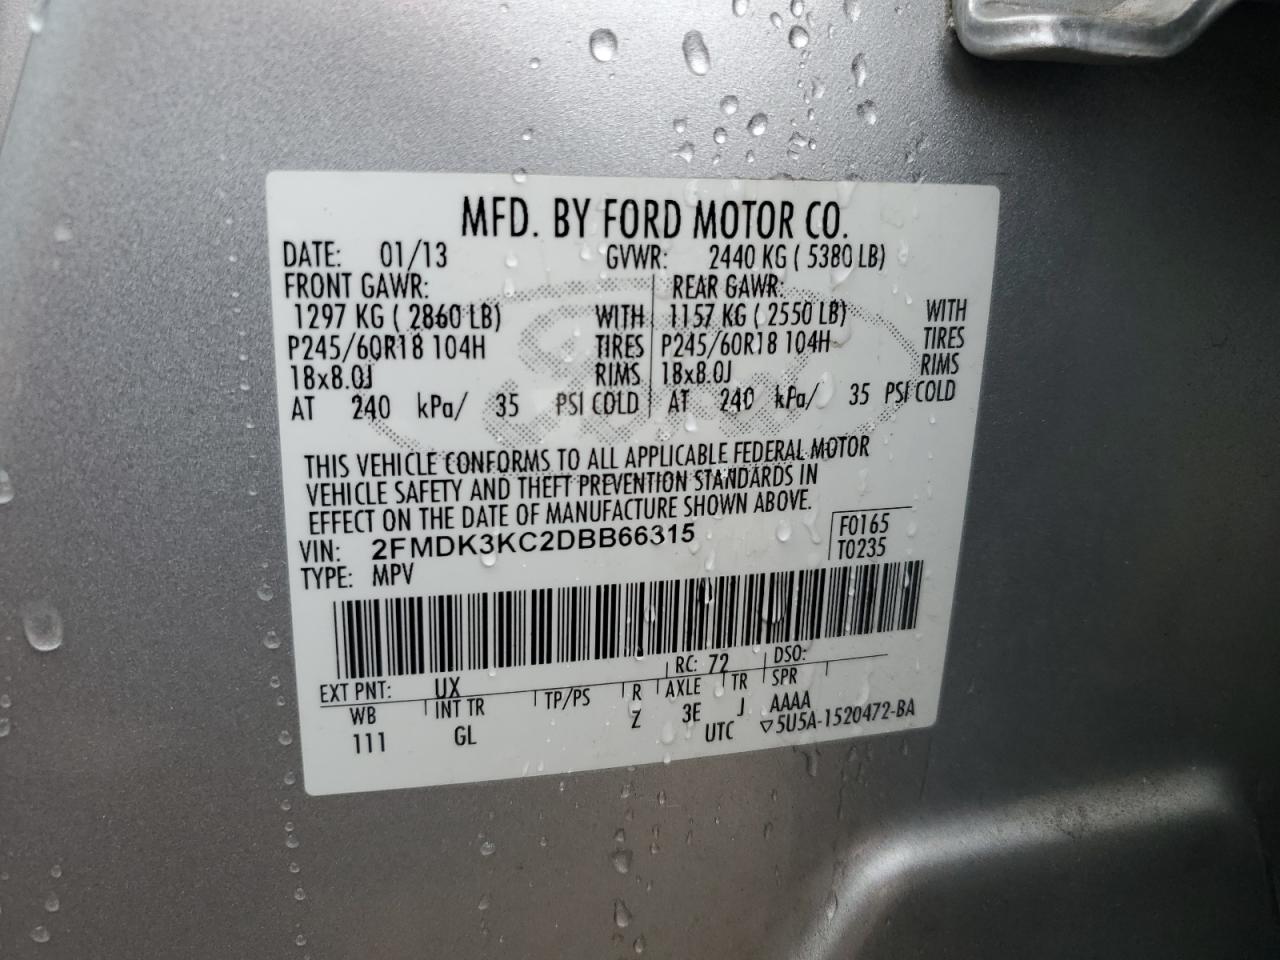 MFD. BY FORD MOTOR CO.
DATE: 01/13 GVWR: 2440 KG ( 5380 LB)
FRONT GAWR: REAR GAWR:
1297 KG ( 2860 LB) WITH 1157 KG ( 2550 LB) WITH
P245/60R18 104H TIRES P245/60R18 104H TIRES
18x8.0J RIMS 18x8.0J RIMS
AT 240 kPa/ 35 PSI COLD AT 240 kPa/ 35 PSI COLD
THIS VEHICLE CONFORMS TO ALL APPLICABLE FEDERAL MOTOR
VEHICLE SAFETY AND THEFT PREVENTION STANDARDS IN
EFFECT ON THE DATE OF MANUFACTURE SHOWN ABOVE.
VIN: 2FMDK3KC2DBB66315 F0165
TYPE: MPV T0235
EXT PNT: UX RC: 72 DSO:
WB INT TR TP/PS R AXLE TR SPR
111 GL Z 3E J AAAA
UTC ▽5U5A-1520472-BA